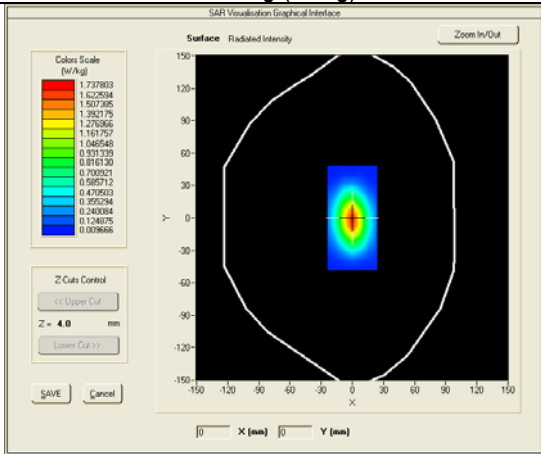 SAR Visualisation Graphical Interface
Surface Radiated Intensity
Zoom In/Out
Colors Scale
(W/kg)
1.737803
1.622594
1.507385
1.392175
1.276966
1.161757
1.046548
0.931339
0.816130
0.700921
0.585712
0.470503
0.355294
0.240084
0.124875
0.009666
Z-Cuts Control
<< Upper Cut
Z = 4.0 mm
Lower Cut >>
SAVE Cancel
150-
120-
90-
60-
30-
0-
-30-
-60-
-90-
-120-
-150-
Y
-150 -120 -90 -60 -30 0 30 60 90 120 150
X
0 X (mm) 0 Y (mm)